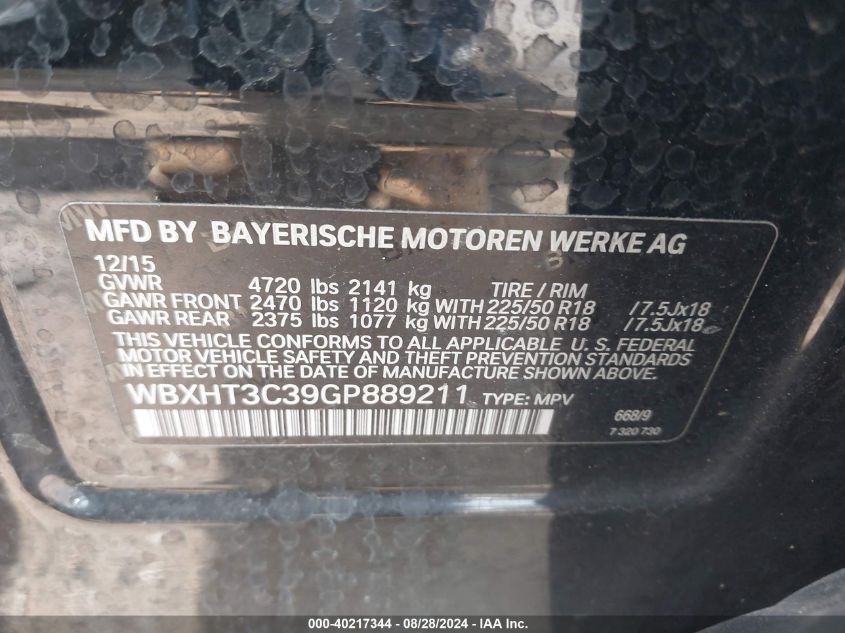 MFD BY BAYERISCHE MOTOREN WERKE AG
12/15
GVWR 4720 lbs 2141 kg TIRE / RIM
GAWR FRONT 2470 lbs 1120 kg WITH 225/50 R18 /7.5Jx18
GAWR REAR 2375 lbs 1077 kg WITH 225/50 R18 /7.5Jx18
THIS VEHICLE CONFORMS TO ALL APPLICABLE U. S. FEDERAL
MOTOR VEHICLE SAFETY AND THEFT PREVENTION STANDARDS
IN EFFECT ON THE DATE OF MANUFACTURE SHOWN ABOVE.
WBXHT3C39GP889211 TYPE: MPV
668/9
7 320 730
000-40217344 | 08/28/2024 - IAA Inc.